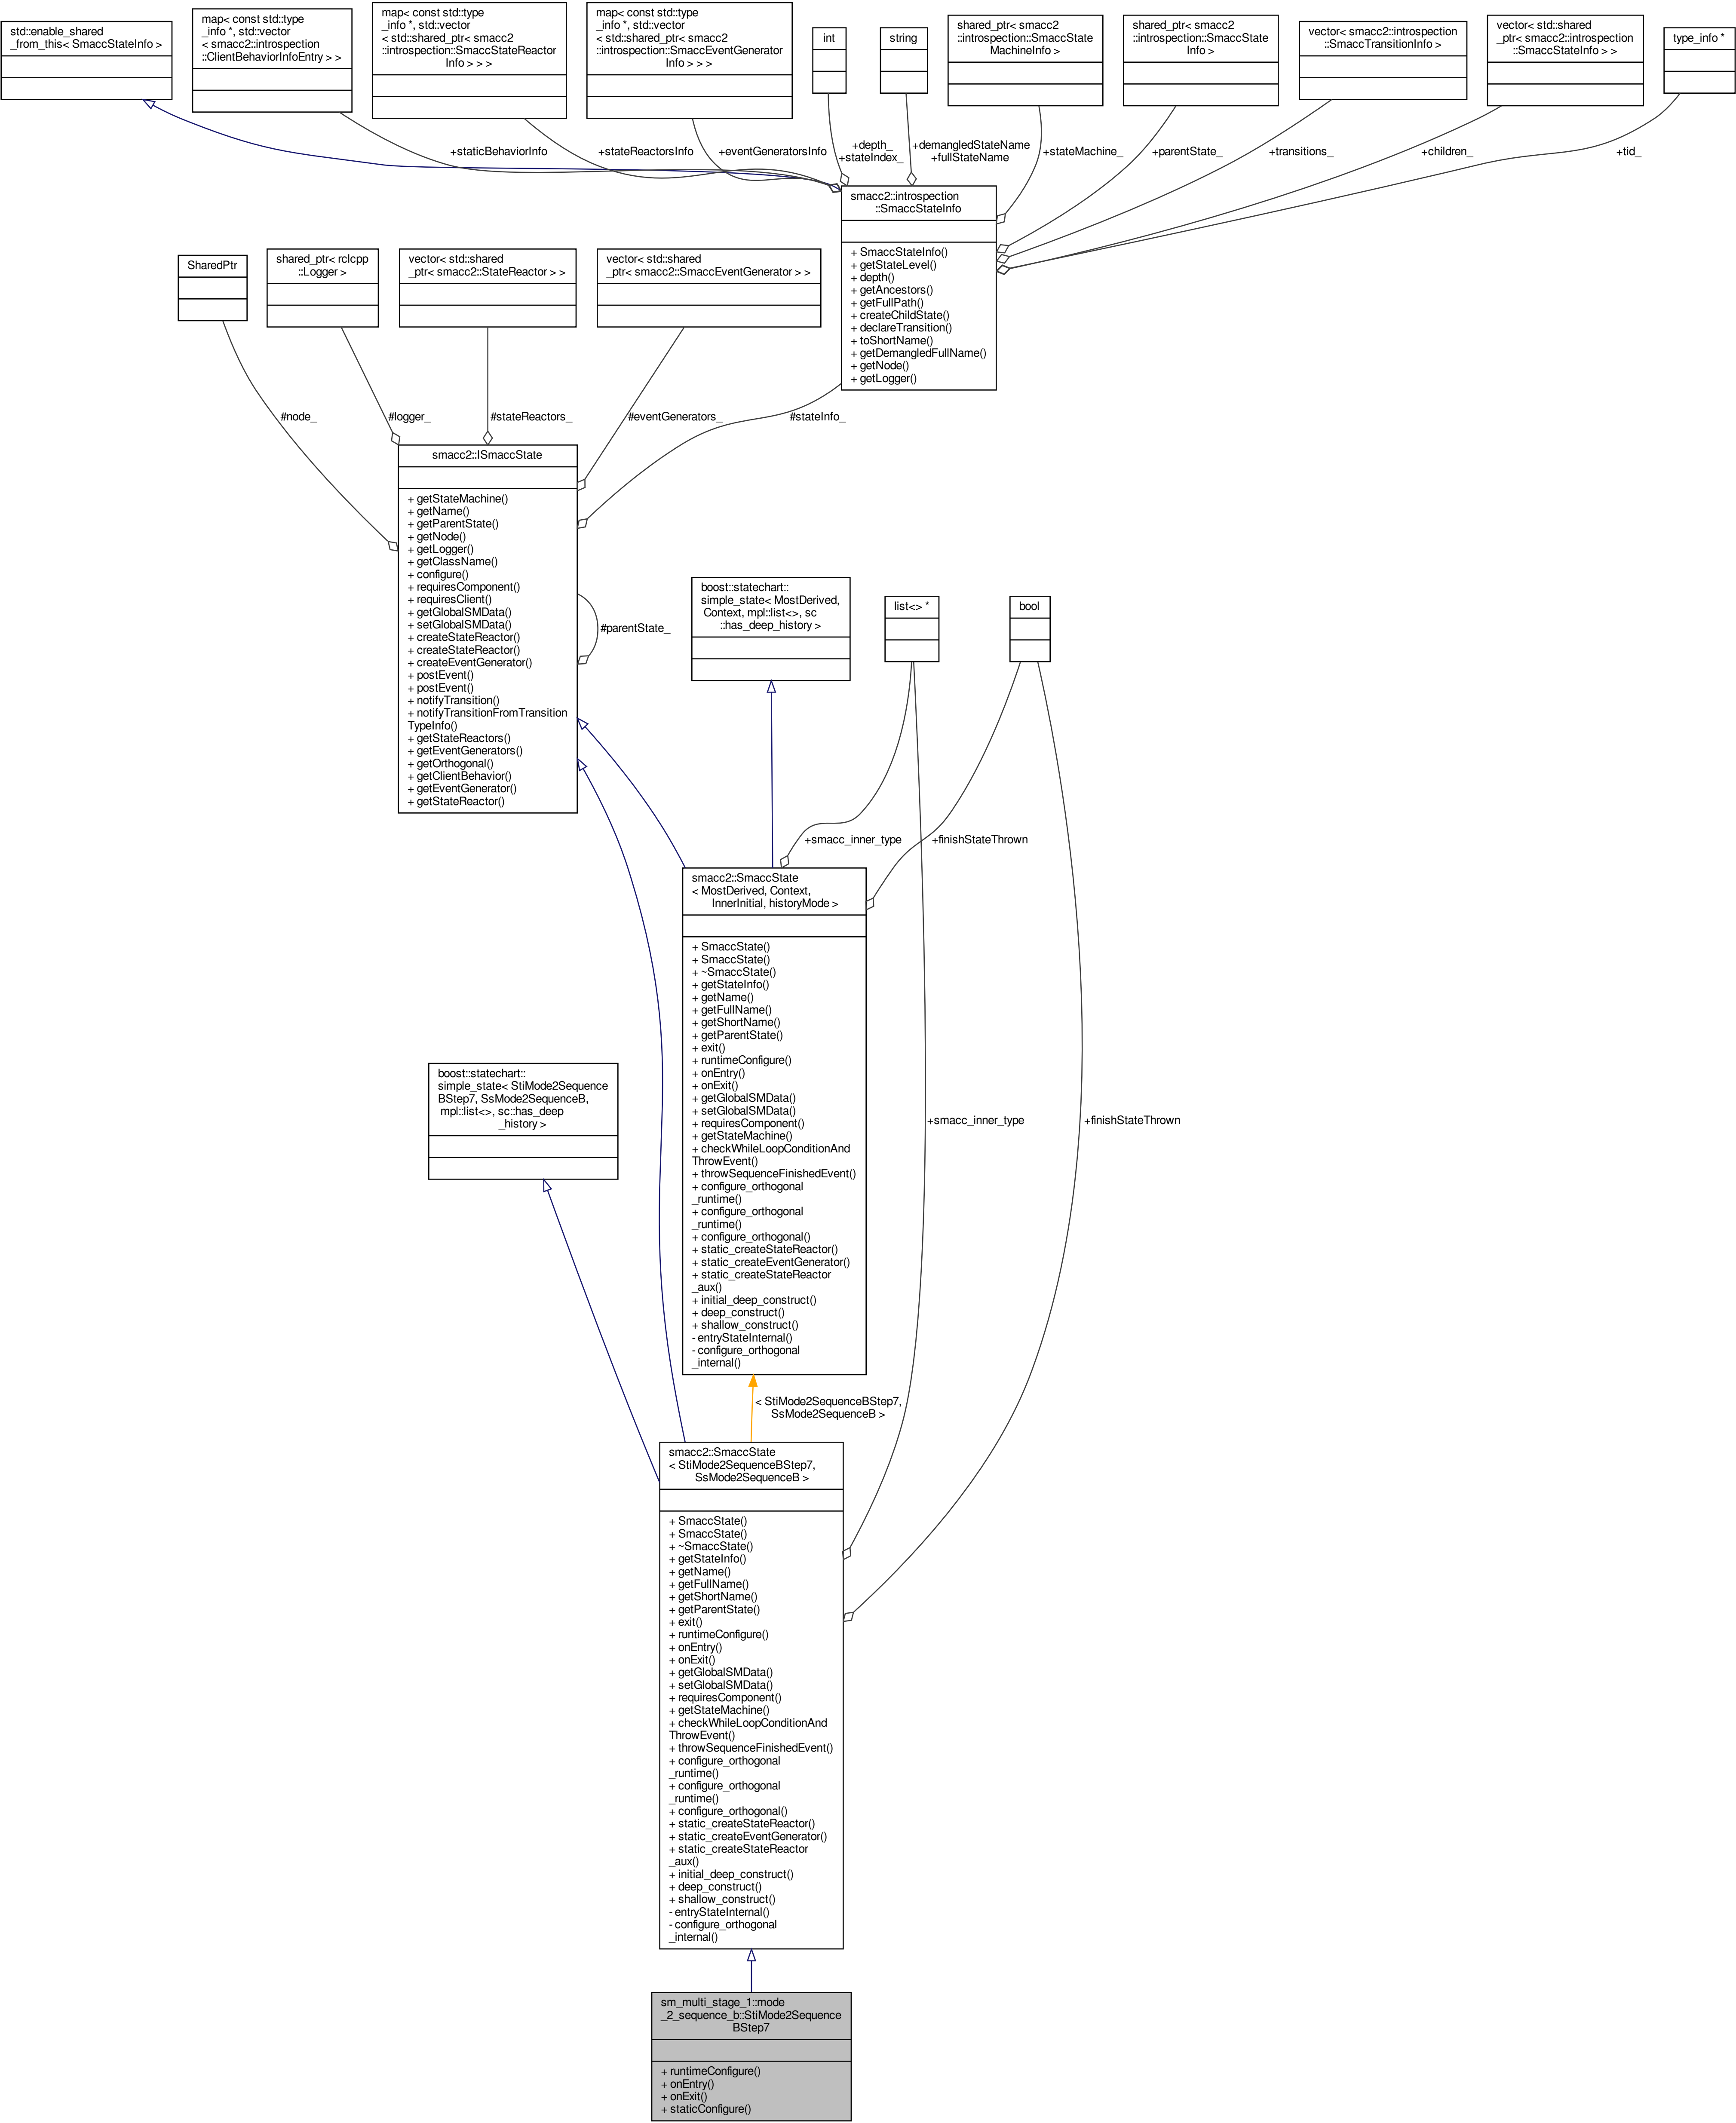 std::enable_shared
_from_this< SmaccStateInfo >
map< const std::type
_info *, std::vector
< smacc2::introspection
::ClientBehaviorInfoEntry > >
map< const std::type
_info *, std::vector
< std::shared_ptr< smacc2
::introspection::SmaccStateReactor
Info > > >
map< const std::type
_info *, std::vector
< std::shared_ptr< smacc2
::introspection::SmaccEventGenerator
Info > > >
int
string
shared_ptr< smacc2
::introspection::SmaccState
MachineInfo >
shared_ptr< smacc2
::introspection::SmaccState
Info >
vector< smacc2::introspection
::SmaccTransitionInfo >
vector< std::shared
_ptr< smacc2::introspection
::SmaccStateInfo > >
type_info *
+staticBehaviorInfo
+stateReactorsInfo
+eventGeneratorsInfo
+depth_
+stateIndex_
+demangledStateName
+fullStateName
+stateMachine_
+parentState_
+transitions_
+children_
+tid_
smacc2::introspection
::SmaccStateInfo
+ SmaccStateInfo()
+ getStateLevel()
+ depth()
+ getAncestors()
+ getFullPath()
+ createChildState()
+ declareTransition()
+ toShortName()
+ getDemangledFullName()
+ getNode()
+ getLogger()
SharedPtr
shared_ptr< rclcpp
::Logger >
vector< std::shared
_ptr< smacc2::StateReactor > >
vector< std::shared
_ptr< smacc2::SmaccEventGenerator > >
#node_
#logger_
#stateReactors_
#eventGenerators_
#stateInfo_
smacc2::ISmaccState
+ getStateMachine()
+ getName()
+ getParentState()
+ getNode()
+ getLogger()
+ getClassName()
+ configure()
+ requiresComponent()
+ requiresClient()
+ getGlobalSMData()
+ setGlobalSMData()
+ createStateReactor()
+ createStateReactor()
+ createEventGenerator()
+ postEvent()
+ postEvent()
+ notifyTransition()
+ notifyTransitionFromTransition
TypeInfo()
+ getStateReactors()
+ getEventGenerators()
+ getOrthogonal()
+ getClientBehavior()
+ getEventGenerator()
+ getStateReactor()
#parentState_
boost::statechart::
simple_state< MostDerived,
Context, mpl::list<>, sc
::has_deep_history >
list<> *
bool
+smacc_inner_type
+finishStateThrown
smacc2::SmaccState
< MostDerived, Context,
InnerInitial, historyMode >
+ SmaccState()
+ SmaccState()
+ ~SmaccState()
+ getStateInfo()
+ getName()
+ getFullName()
+ getShortName()
+ getParentState()
+ exit()
+ runtimeConfigure()
+ onEntry()
+ onExit()
+ getGlobalSMData()
+ setGlobalSMData()
+ requiresComponent()
+ getStateMachine()
+ checkWhileLoopConditionAnd
ThrowEvent()
+ throwSequenceFinishedEvent()
+ configure_orthogonal
_runtime()
+ configure_orthogonal
_runtime()
+ configure_orthogonal()
+ static_createStateReactor()
+ static_createEventGenerator()
+ static_createStateReactor
_aux()
+ initial_deep_construct()
+ deep_construct()
+ shallow_construct()
- entryStateInternal()
- configure_orthogonal
_internal()
boost::statechart::
simple_state< StiMode2Sequence
BStep7, SsMode2SequenceB,
mpl::list<>, sc::has_deep
_history >
+smacc_inner_type
+finishStateThrown
< StiMode2SequenceBStep7,
SsMode2SequenceB >
smacc2::SmaccState
< StiMode2SequenceBStep7,
SsMode2SequenceB >
+ SmaccState()
+ SmaccState()
+ ~SmaccState()
+ getStateInfo()
+ getName()
+ getFullName()
+ getShortName()
+ getParentState()
+ exit()
+ runtimeConfigure()
+ onEntry()
+ onExit()
+ getGlobalSMData()
+ setGlobalSMData()
+ requiresComponent()
+ getStateMachine()
+ checkWhileLoopConditionAnd
ThrowEvent()
+ throwSequenceFinishedEvent()
+ configure_orthogonal
_runtime()
+ configure_orthogonal
_runtime()
+ configure_orthogonal()
+ static_createStateReactor()
+ static_createEventGenerator()
+ static_createStateReactor
_aux()
+ initial_deep_construct()
+ deep_construct()
+ shallow_construct()
- entryStateInternal()
- configure_orthogonal
_internal()
sm_multi_stage_1::mode
_2_sequence_b::StiMode2Sequence
BStep7
+ runtimeConfigure()
+ onEntry()
+ onExit()
+ staticConfigure()